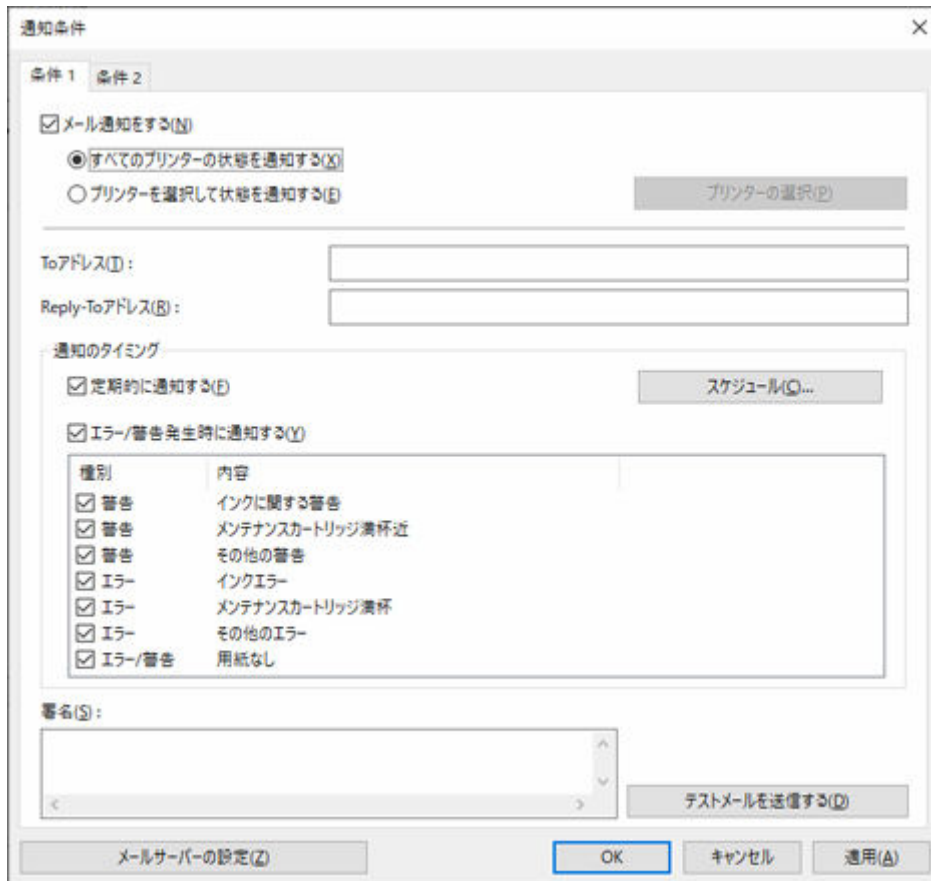 通知条件
条件 1 条件 2
メール通知をする(N)
すべてのプリンターの状態を通知する(X)
プリンターを選択して状態を通知する(E) プリンターの選択(P)
Toアドレス(T)：
Reply-Toアドレス(R)：
通知のタイミング
定期的に通知する(F) スケジュール(C)...
エラー/警告発生時に通知する(Y)
種別 内容
警告 インクに関する警告
警告 メンテナンスカートリッジ満杯近
警告 その他の警告
エラー インクエラー
エラー メンテナンスカートリッジ満杯
エラー その他のエラー
エラー/警告 用紙なし
署名(S)：
テストメールを送信する(D)
メールサーバーの設定(Z) OK キャンセル 適用(A)